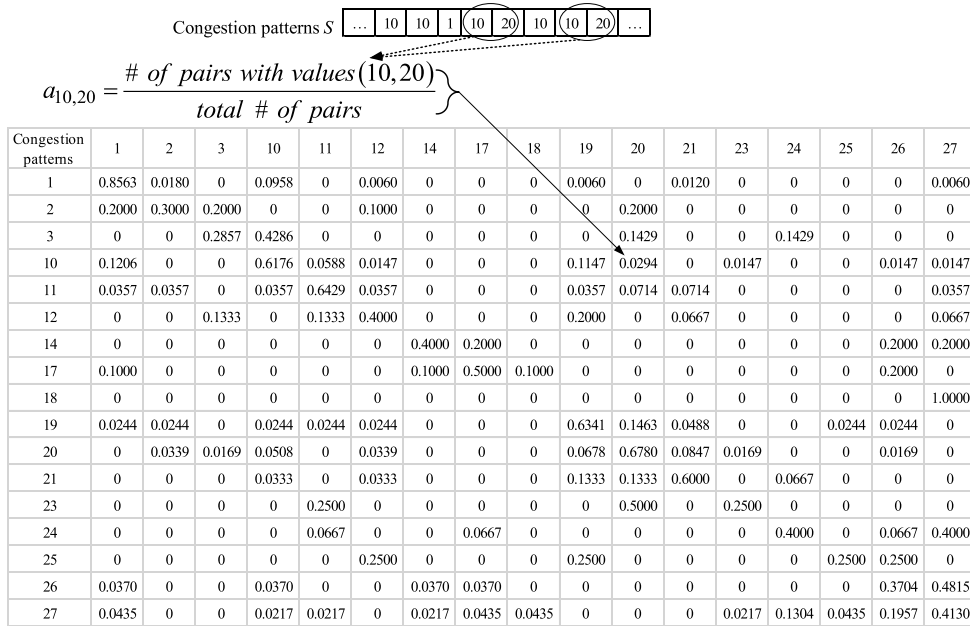 Congestion patterns S … 10 10 1 10 20 10 10 20 …
a10,20 = # of pairs with values(10,20) / total # of pairs
Congestion patterns 1 2 3 10 11 12 14 17 18 19 20 21 23 24 25 26 27
1 0.8563 0.0180 0 0.0958 0 0.0060 0 0 0 0.0060 0 0.0120 0 0 0 0 0.0060
2 0.2000 0.3000 0.2000 0 0 0.1000 0 0 0 0 0.2000 0 0 0 0 0 0
3 0 0 0.2857 0.4286 0 0 0 0 0 0 0.1429 0 0 0.1429 0 0 0
10 0.1206 0 0 0.6176 0.0588 0.0147 0 0 0 0.1147 0.0294 0 0.0147 0 0 0.0147 0.0147
11 0.0357 0.0357 0 0.0357 0.6429 0.0357 0 0 0 0.0357 0.0714 0.0714 0 0 0 0 0.0357
12 0 0 0.1333 0 0.1333 0.4000 0 0 0 0.2000 0 0.0667 0 0 0 0 0.0667
14 0 0 0 0 0 0 0.4000 0.2000 0 0 0 0 0 0 0 0.2000 0.2000
17 0.1000 0 0 0 0 0 0.1000 0.5000 0.1000 0 0 0 0 0 0 0.2000 0
18 0 0 0 0 0 0 0 0 0 0 0 0 0 0 0 0 1.0000
19 0.0244 0.0244 0 0.0244 0.0244 0.0244 0 0 0 0.6341 0.1463 0.0488 0 0 0.0244 0.0244 0
20 0 0.0339 0.0169 0.0508 0 0.0339 0 0 0 0.0678 0.6780 0.0847 0.0169 0 0 0.0169 0
21 0 0 0 0.0333 0 0.0333 0 0 0 0.1333 0.1333 0.6000 0 0.0667 0 0 0
23 0 0 0 0 0.2500 0 0 0 0 0 0.5000 0 0.2500 0 0 0 0
24 0 0 0 0 0.0667 0 0 0.0667 0 0 0 0 0 0.4000 0 0.0667 0.4000
25 0 0 0 0 0 0.2500 0 0 0 0.2500 0 0 0 0 0.2500 0.2500 0
26 0.0370 0 0 0.0370 0 0 0.0370 0.0370 0 0 0 0 0 0 0 0.3704 0.4815
27 0.0435 0 0 0.0217 0.0217 0 0.0217 0.0435 0.0435 0 0 0 0.0217 0.1304 0.0435 0.1957 0.4130